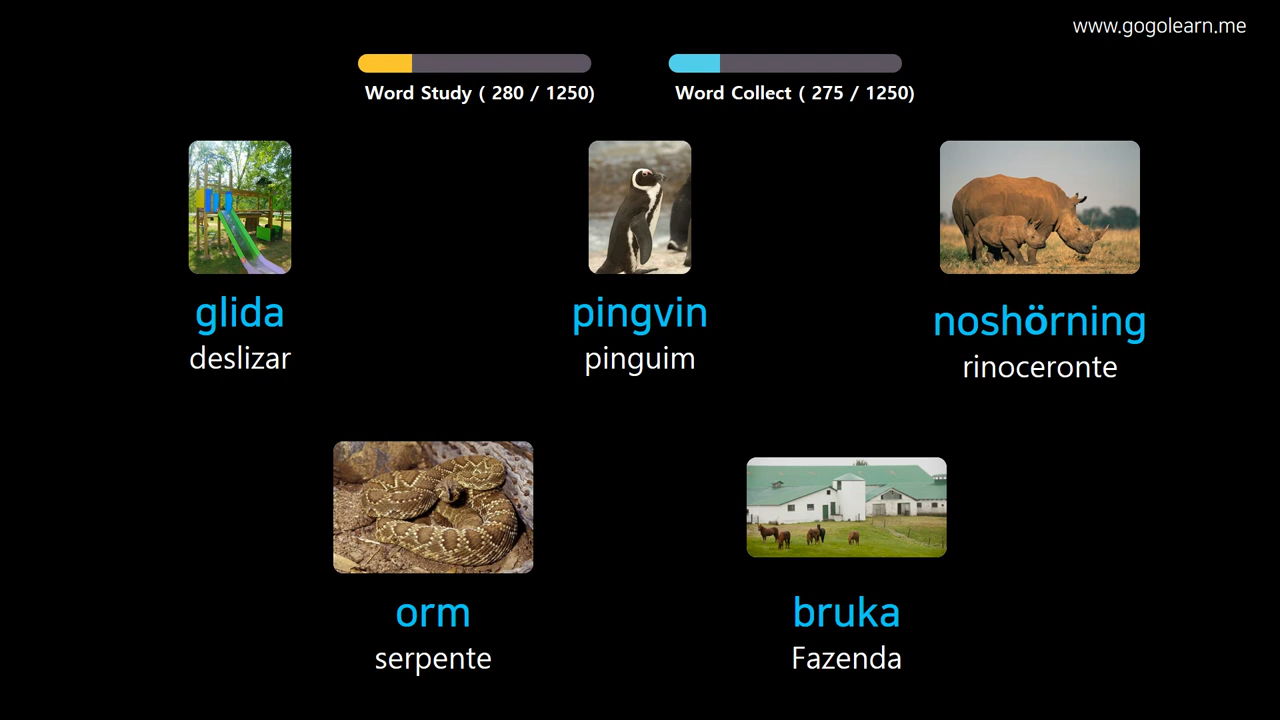 www.gogolearn.me
Word Study ( 280 / 1250)
Word Collect ( 275 / 1250)
glida
deslizar
pingvin
pinguim
noshörning
rinoceronte
orm
serpente
bruka
Fazenda